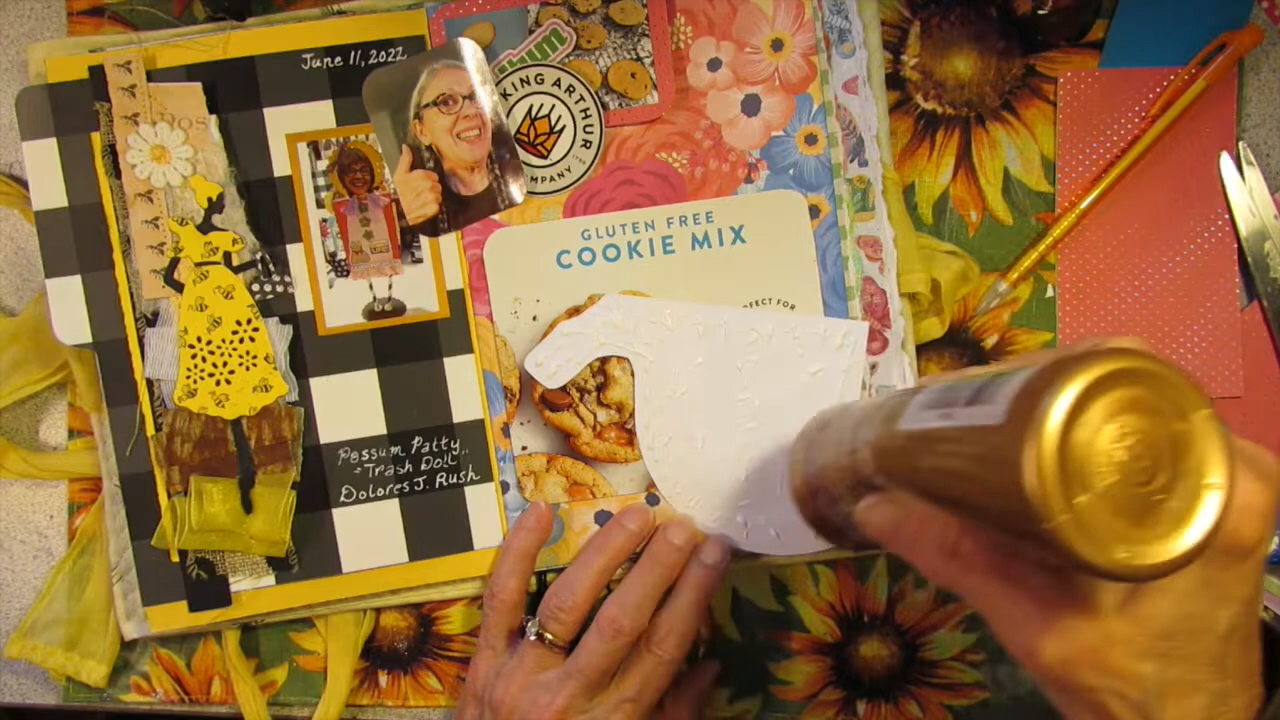 June 11, 2022
KING ARTHUR
COMPANY
GLUTEN FREE
COOKIE MIX
Possum Patty..
"Trash Doll"
Dolores J. Rush